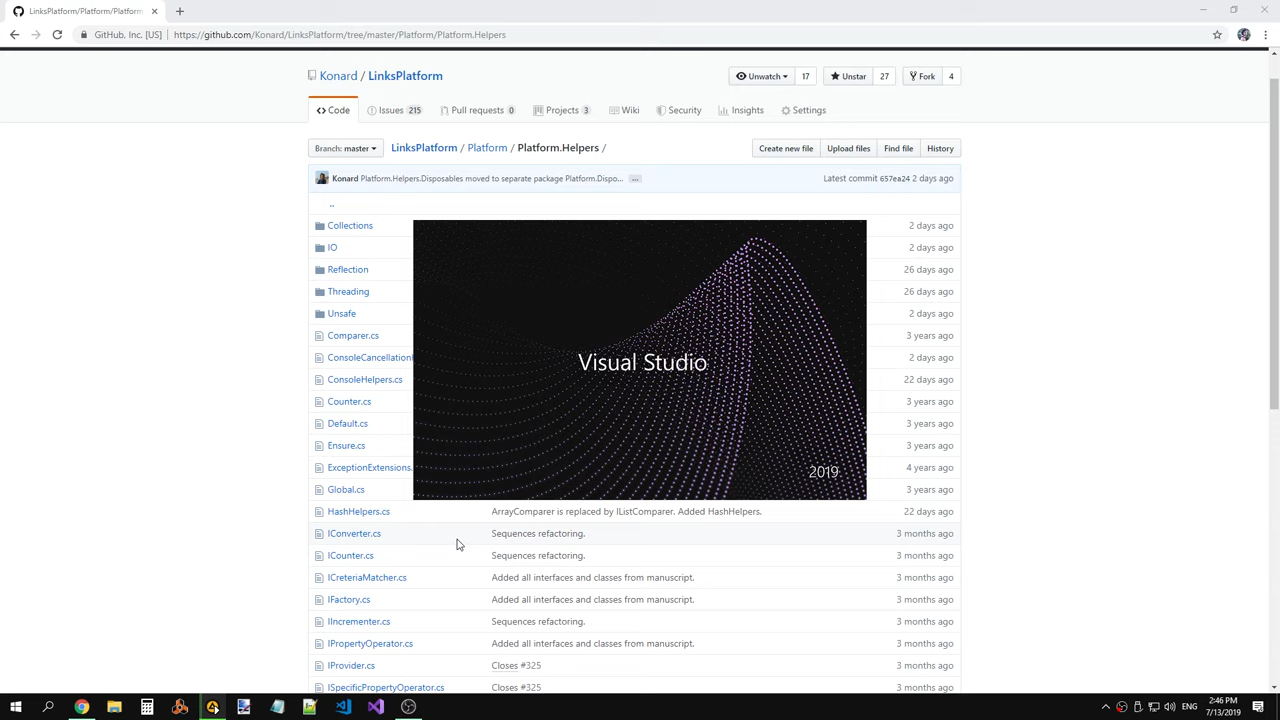 LinksPlatform/Platform/Platform
GitHub, Inc. [US] https://github.com/Konard/LinksPlatform/tree/master/Platform/Platform.Helpers
Konard / LinksPlatform
Unwatch 17 Unstar 27 Fork 4
Code Issues 215 Pull requests 0 Projects 3 Wiki Security Insights Settings
Branch: master LinksPlatform / Platform / Platform.Helpers / Create new file Upload files Find file History
Konard Platform.Helpers.Disposables moved to separate package Platform.Dispo... ... Latest commit 657ea24 2 days ago
..
Collections 2 days ago
IO 2 days ago
Reflection 26 days ago
Threading 26 days ago
Unsafe 2 days ago
Comparer.cs 3 years ago
ConsoleCancellation 2 days ago
Visual Studio
ConsoleHelpers.cs 22 days ago
Counter.cs 3 years ago
Default.cs 3 years ago
Ensure.cs 3 years ago
ExceptionExtensions. 4 years ago
2019
Global.cs 3 years ago
HashHelpers.cs ArrayComparer is replaced by IListComparer. Added HashHelpers. 22 days ago
IConverter.cs Sequences refactoring. 3 months ago
ICounter.cs Sequences refactoring. 3 months ago
ICreteriaMatcher.cs Added all interfaces and classes from manuscript. 3 months ago
IFactory.cs Added all interfaces and classes from manuscript. 3 months ago
IIncrementer.cs Sequences refactoring. 3 months ago
IPropertyOperator.cs Added all interfaces and classes from manuscript. 3 months ago
IProvider.cs Closes #325 3 months ago
ISpecificPropertyOperator.cs Closes #325 3 months ago
ENG 2:46 PM
7/13/2019